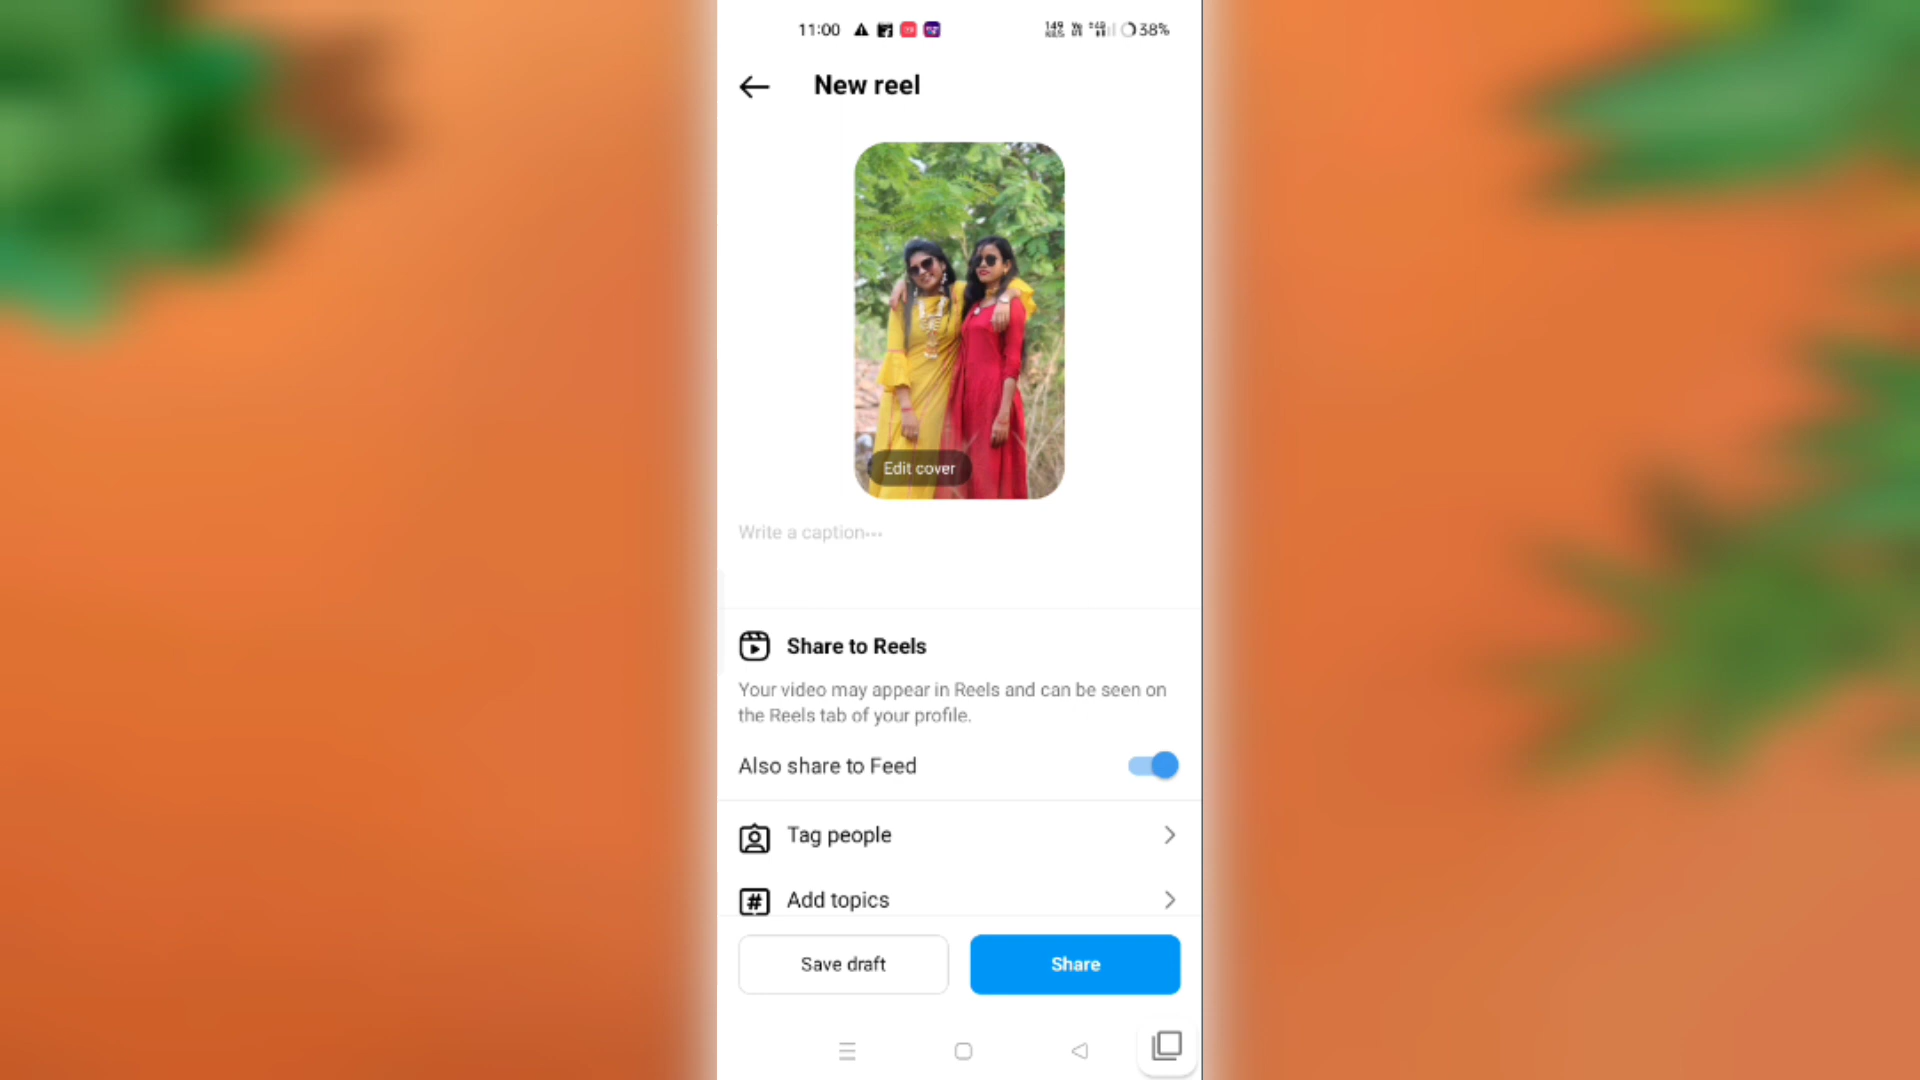 11:00
149
38%
New reel
Edit cover
Write a caption...
Share to Reels
Your video may appear in Reels and can be seen on
the Reels tab of your profile.
Also share to Feed
Tag people
# Add topics
Save draft
Share